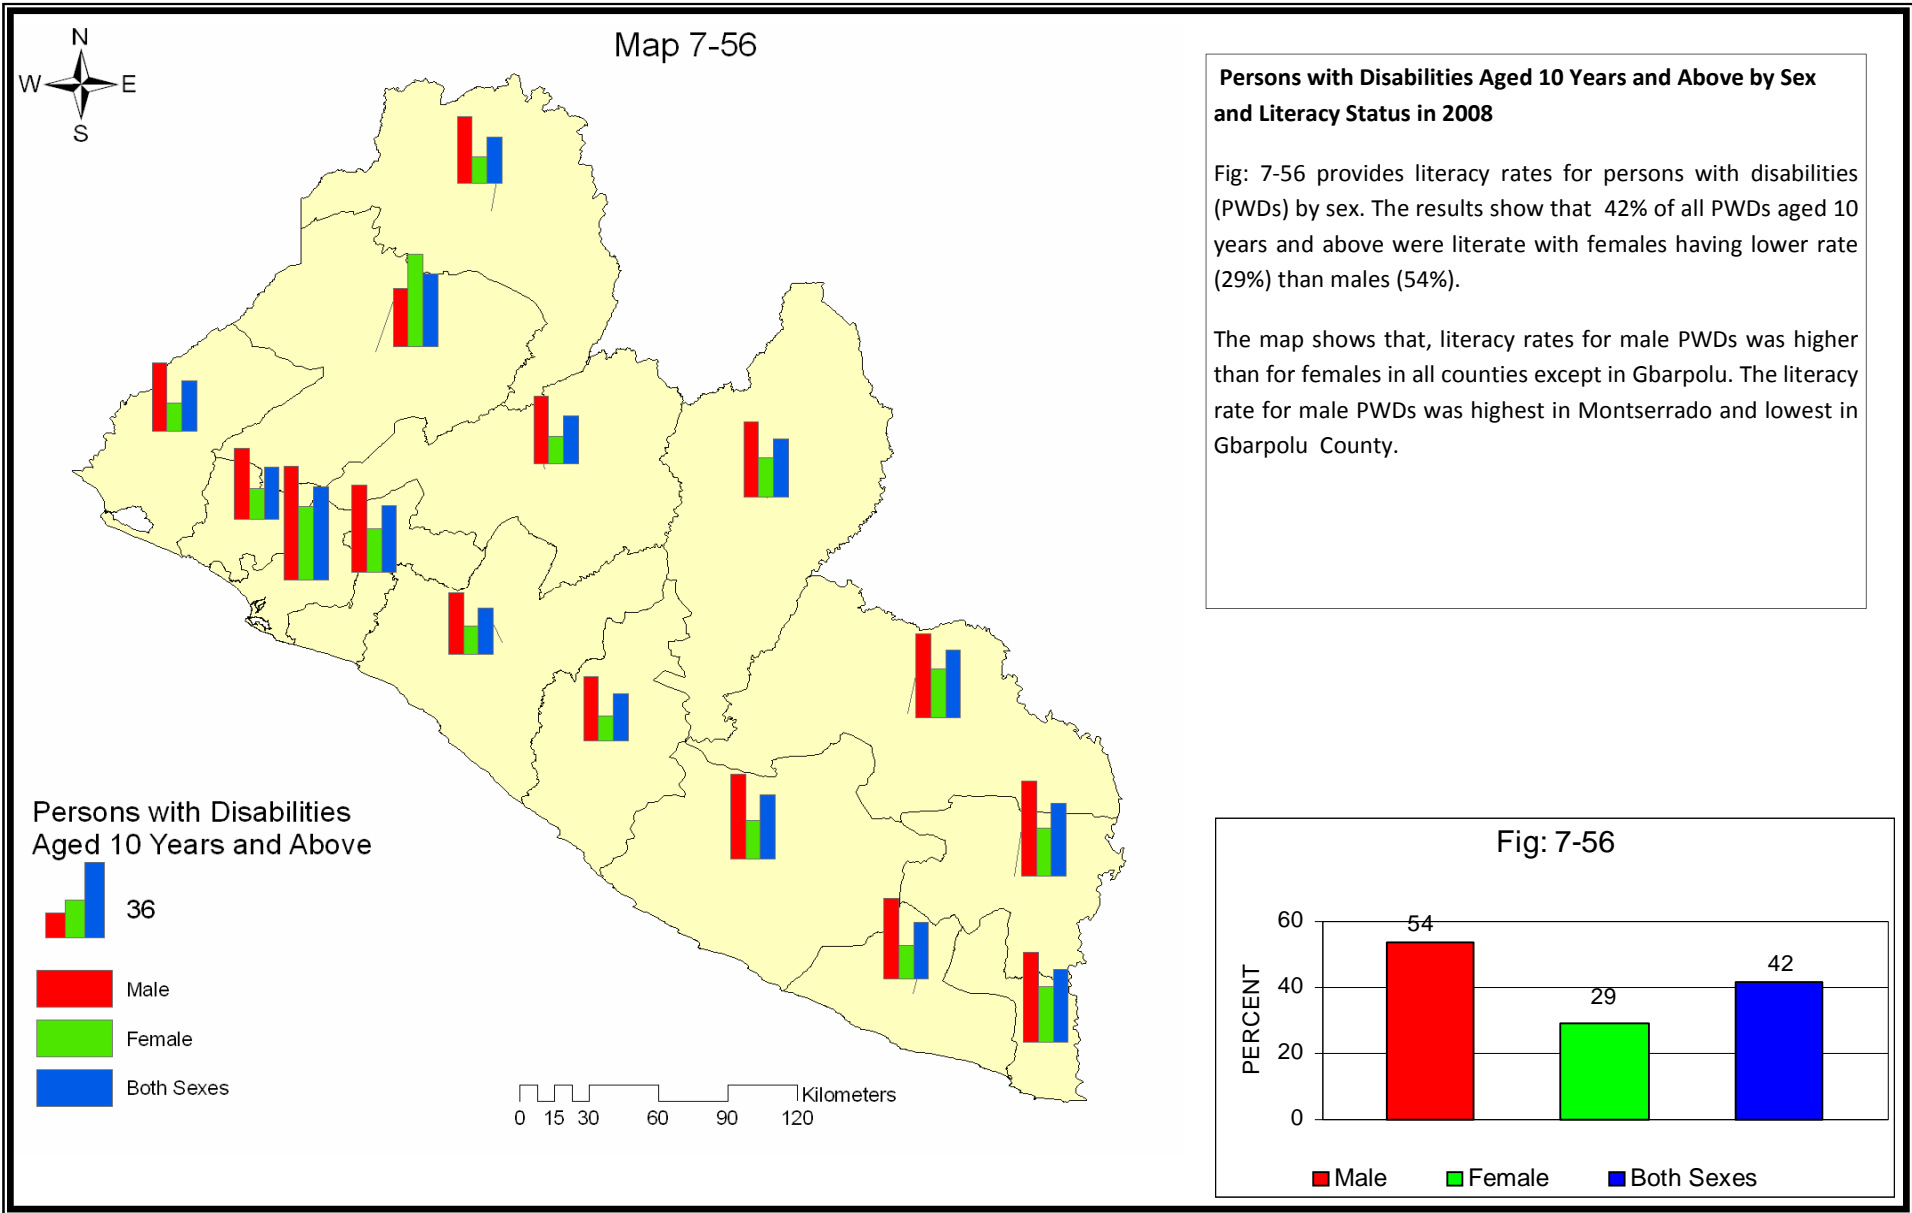 Map 7-56
N
W
E
S
Persons with Disabilities Aged 10 Years and Above by Sex
and Literacy Status in 2008
Fig: 7-56 provides literacy rates for persons with disabilities
(PWDs) by sex. The results show that 42% of all PWDs aged 10
years and above were literate with females having lower rate
(29%) than males (54%).
The map shows that, literacy rates for male PWDs was higher
than for females in all counties except in Gbarpolu. The literacy
rate for male PWDs was highest in Montserrado and lowest in
Gbarpolu County.
Persons with Disabilities
Aged 10 Years and Above
36
Male
Female
Both Sexes
Kilometers
0 15 30 60 90 120
Fig: 7-56
PERCENT
60
40
20
0
54
29
42
Male Female Both Sexes